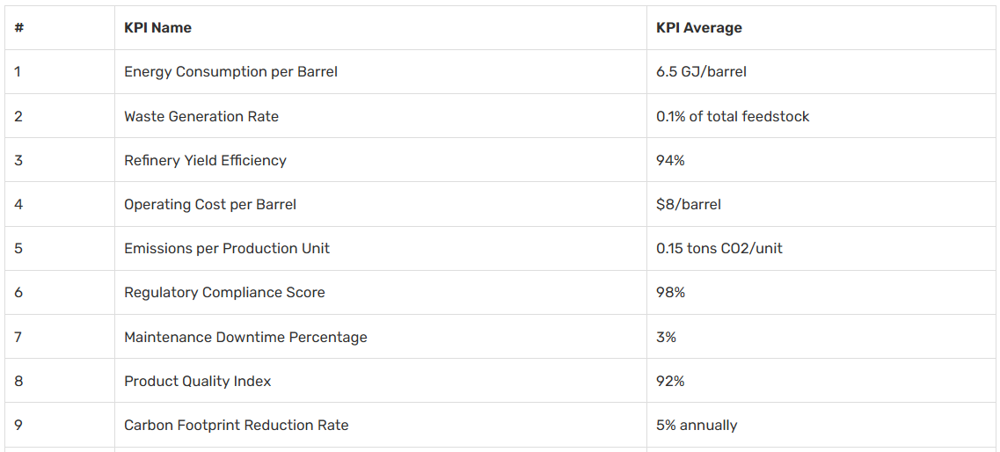 # KPI Name KPI Average
1 Energy Consumption per Barrel 6.5 GJ/barrel
2 Waste Generation Rate 0.1% of total feedstock
3 Refinery Yield Efficiency 94%
4 Operating Cost per Barrel $8/barrel
5 Emissions per Production Unit 0.15 tons CO2/unit
6 Regulatory Compliance Score 98%
7 Maintenance Downtime Percentage 3%
8 Product Quality Index 92%
9 Carbon Footprint Reduction Rate 5% annually